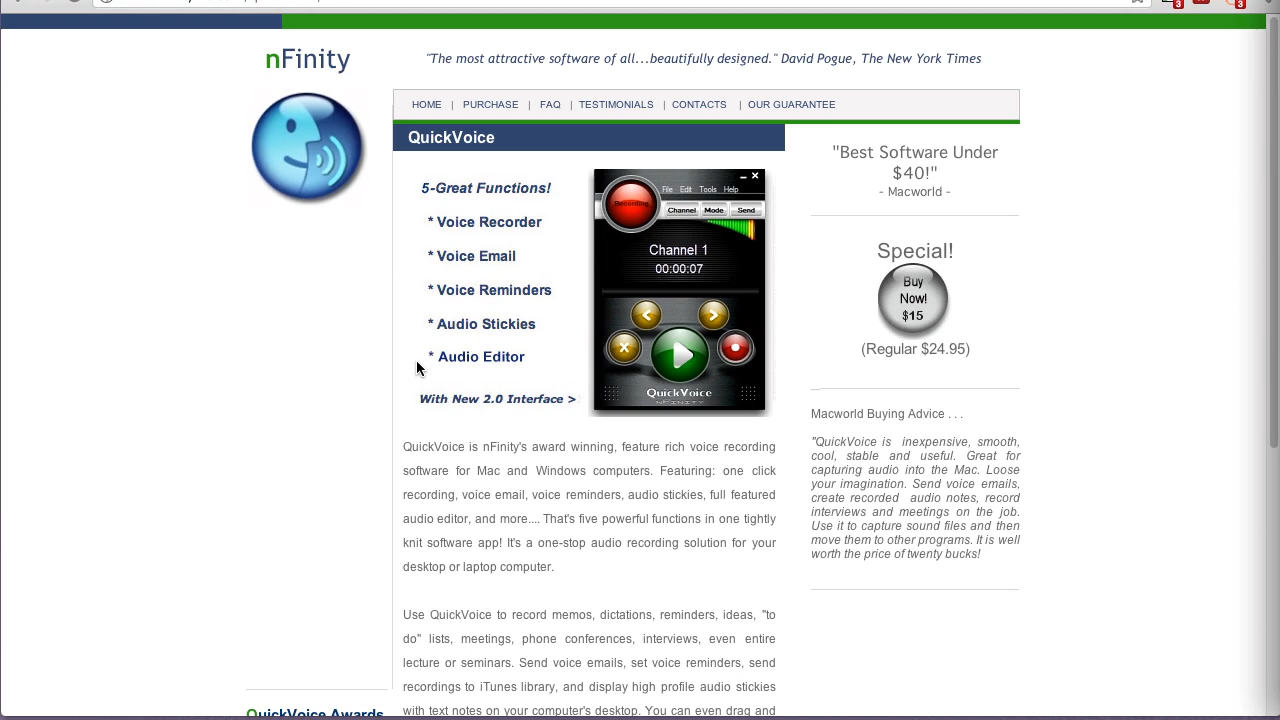 nFinity
"The most attractive software of all...beautifully designed." David Pogue, The New York Times
HOME | PURCHASE | FAQ | TESTIMONIALS | CONTACTS | OUR GUARANTEE
QuickVoice
5-Great Functions!
* Voice Recorder
* Voice Email
* Voice Reminders
* Audio Stickies
* Audio Editor
With New 2.0 Interface >
File Edit Tools Help
Recording
Channel Mode Send
Channel 1
00:00:07
QuickVoice
NFINITY
QuickVoice is nFinity's award winning, feature rich voice recording
software for Mac and Windows computers. Featuring: one click
recording, voice email, voice reminders, audio stickies, full featured
audio editor, and more.... That's five powerful functions in one tightly
knit software app! It's a one-stop audio recording solution for your
desktop or laptop computer.
Use QuickVoice to record memos, dictations, reminders, ideas, "to
do" lists, meetings, phone conferences, interviews, even entire
lecture or seminars. Send voice emails, set voice reminders, send
recordings to iTunes library, and display high profile audio stickies
with text notes on your computer's desktop. You can even drag and
"Best Software Under
$40!"
- Macworld -
Special!
Buy
Now!
$15
(Regular $24.95)
Macworld Buying Advice . . .
"QuickVoice is inexpensive, smooth,
cool, stable and useful. Great for
capturing audio into the Mac. Loose
your imagination. Send voice emails,
create recorded audio notes, record
interviews and meetings on the job.
Use it to capture sound files and then
move them to other programs. It is well
worth the price of twenty bucks!
QuickVoice Awards
3
3